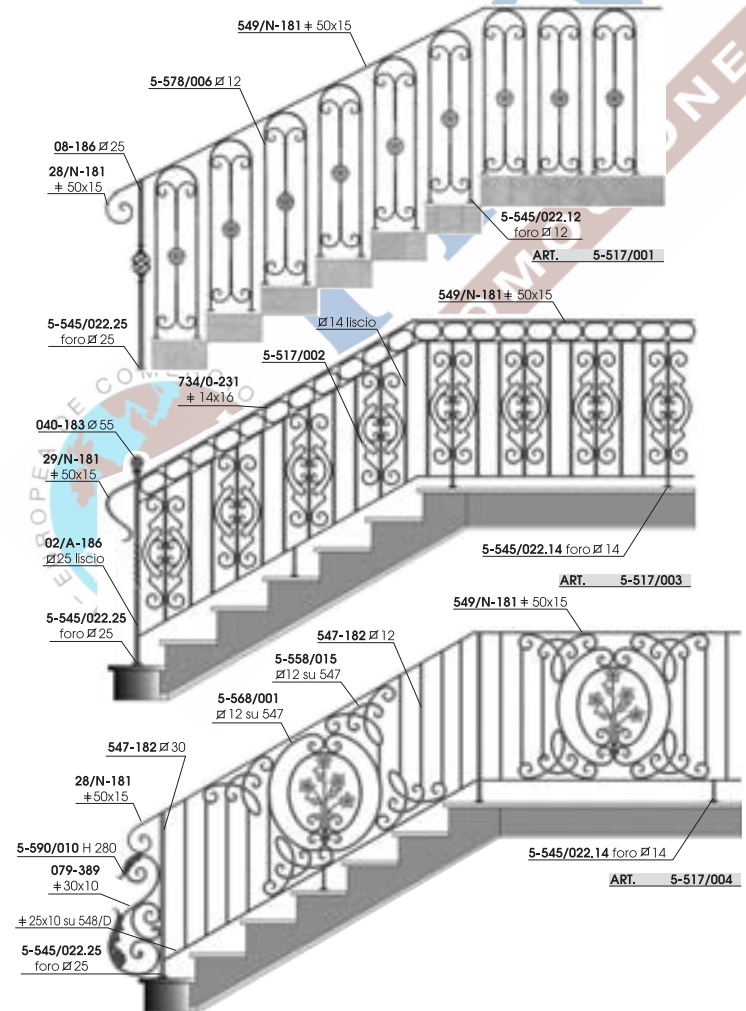 549/N-181 ⧧ 50x15
5-578/006 ⍁ 12
08-186 ⍁ 25
28/N-181
⧧ 50x15
5-545/022.12
foro ⍁ 12
ART. 5-517/001
5-545/022.25
foro ⍁ 25
549/N-181 ⧧ 50x15
⍁ 14 liscio
5-517/002
734/0-231
⧧ 14x16
040-183 Ø 55
29/N-181
⧧ 50x15
02/A-186
⍁ 25 liscio
5-545/022.14 foro ⍁ 14
ART. 5-517/003
5-545/022.25
foro ⍁ 25
549/N-181 ⧧ 50x15
547-182 ⍁ 12
5-558/015
⍁ 12 su 547
5-568/001
⍁ 12 su 547
547-182 ⍁ 30
28/N-181
⧧ 50x15
5-590/010 H 280
079-389
⧧ 30x10
⧧ 25x10 su 548/D
5-545/022.25
foro ⍁ 25
5-545/022.14 foro ⍁ 14
ART. 5-517/004